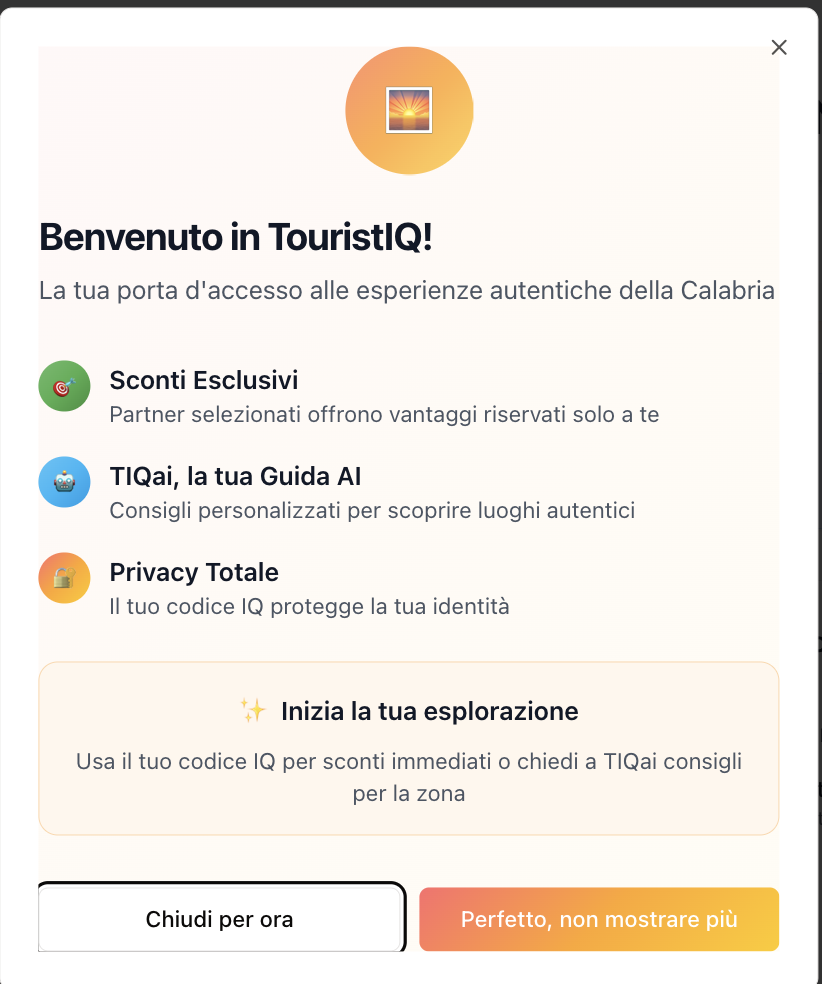 Benvenuto in TouristIQ!
La tua porta d'accesso alle esperienze autentiche della Calabria
Sconti Esclusivi
Partner selezionati offrono vantaggi riservati solo a te
TIQai, la tua Guida AI
Consigli personalizzati per scoprire luoghi autentici
Privacy Totale
Il tuo codice IQ protegge la tua identità
✨ Inizia la tua esplorazione
Usa il tuo codice IQ per sconti immediati o chiedi a TIQai consigli
per la zona
Chiudi per ora
Perfetto, non mostrare più